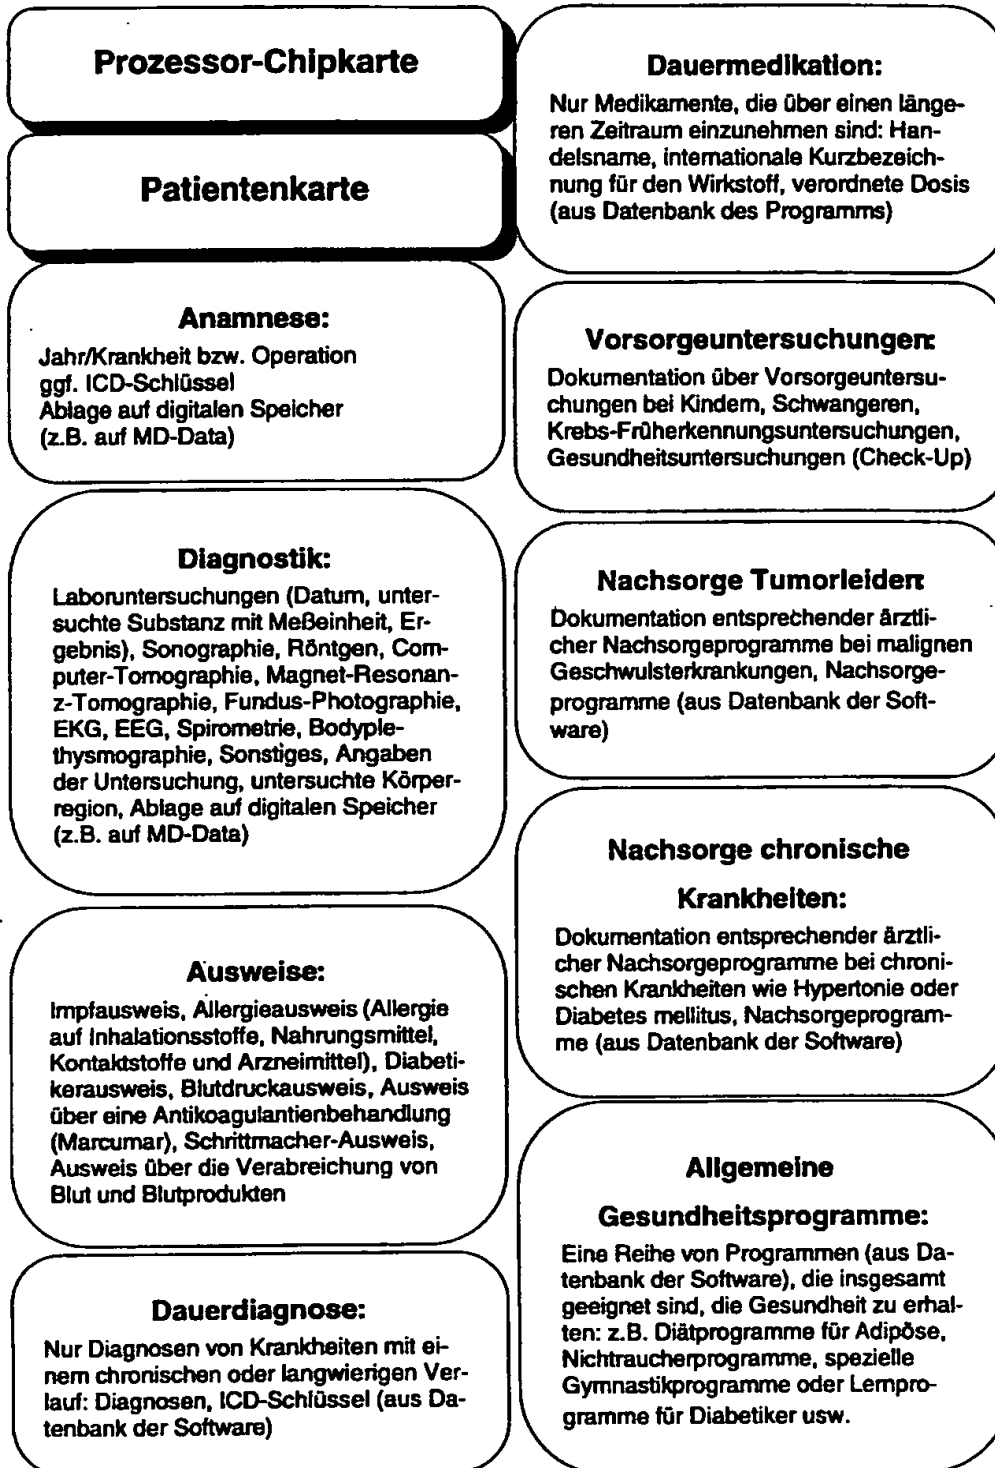 Prozessor-Chipkarte
Patientenkarte
Anamnese:
Jahr/Krankheit bzw. Operation
ggf. ICD-Schlüssel
Ablage auf digitalen Speicher
(z.B. auf MD-Data)
Diagnostik:
Laboruntersuchungen (Datum, unter-
suchte Substanz mit Meßeinheit, Er-
gebnis), Sonographie, Röntgen, Com-
puter-Tomographie, Magnet-Resonan-
z-Tomographie, Fundus-Photographie,
EKG, EEG, Spirometrie, Bodyple-
thysmographie, Sonstiges, Angaben
der Untersuchung, untersuchte Körper-
region, Ablage auf digitalen Speicher
(z.B. auf MD-Data)
Ausweise:
Impfausweis, Allergieausweis (Allergie
auf Inhalationsstoffe, Nahrungsmittel,
Kontaktstoffe und Arzneimittel), Diabeti-
kerausweis, Blutdruckausweis, Ausweis
über eine Antikoagulantienbehandlung
(Marcumar), Schrittmacher-Ausweis,
Ausweis über die Verabreichung von
Blut und Blutprodukten
Dauerdiagnose:
Nur Diagnosen von Krankheiten mit ei-
nem chronischen oder langwierigen Ver-
lauf: Diagnosen, ICD-Schlüssel (aus Da-
tenbank der Software)
Dauermedikation:
Nur Medikamente, die über einen länge-
ren Zeitraum einzunehmen sind: Han-
delsname, internationale Kurzbezeich-
nung für den Wirkstoff, verordnete Dosis
(aus Datenbank des Programms)
Vorsorgeuntersuchungen:
Dokumentation über Vorsorgeuntersu-
chungen bei Kindern, Schwangeren,
Krebs-Früherkennungsuntersuchungen,
Gesundheitsuntersuchungen (Check-Up)
Nachsorge Tumorleiden:
Dokumentation entsprechender ärztli-
cher Nachsorgeprogramme bei malignen
Geschwulsterkrankungen, Nachsorge-
programme (aus Datenbank der Soft-
ware)
Nachsorge chronische
Krankheiten:
Dokumentation entsprechender ärztli-
cher Nachsorgeprogramme bei chroni-
schen Krankheiten wie Hypertonie oder
Diabetes mellitus, Nachsorgeprogram-
me (aus Datenbank der Software)
Allgemeine
Gesundheitsprogramme:
Eine Reihe von Programmen (aus Da-
tenbank der Software), die insgesamt
geeignet sind, die Gesundheit zu erhal-
ten: z.B. Diätprogramme für Adipöse,
Nichtraucherprogramme, spezielle
Gymnastikprogramme oder Lernpro-
gramme für Diabetiker usw.